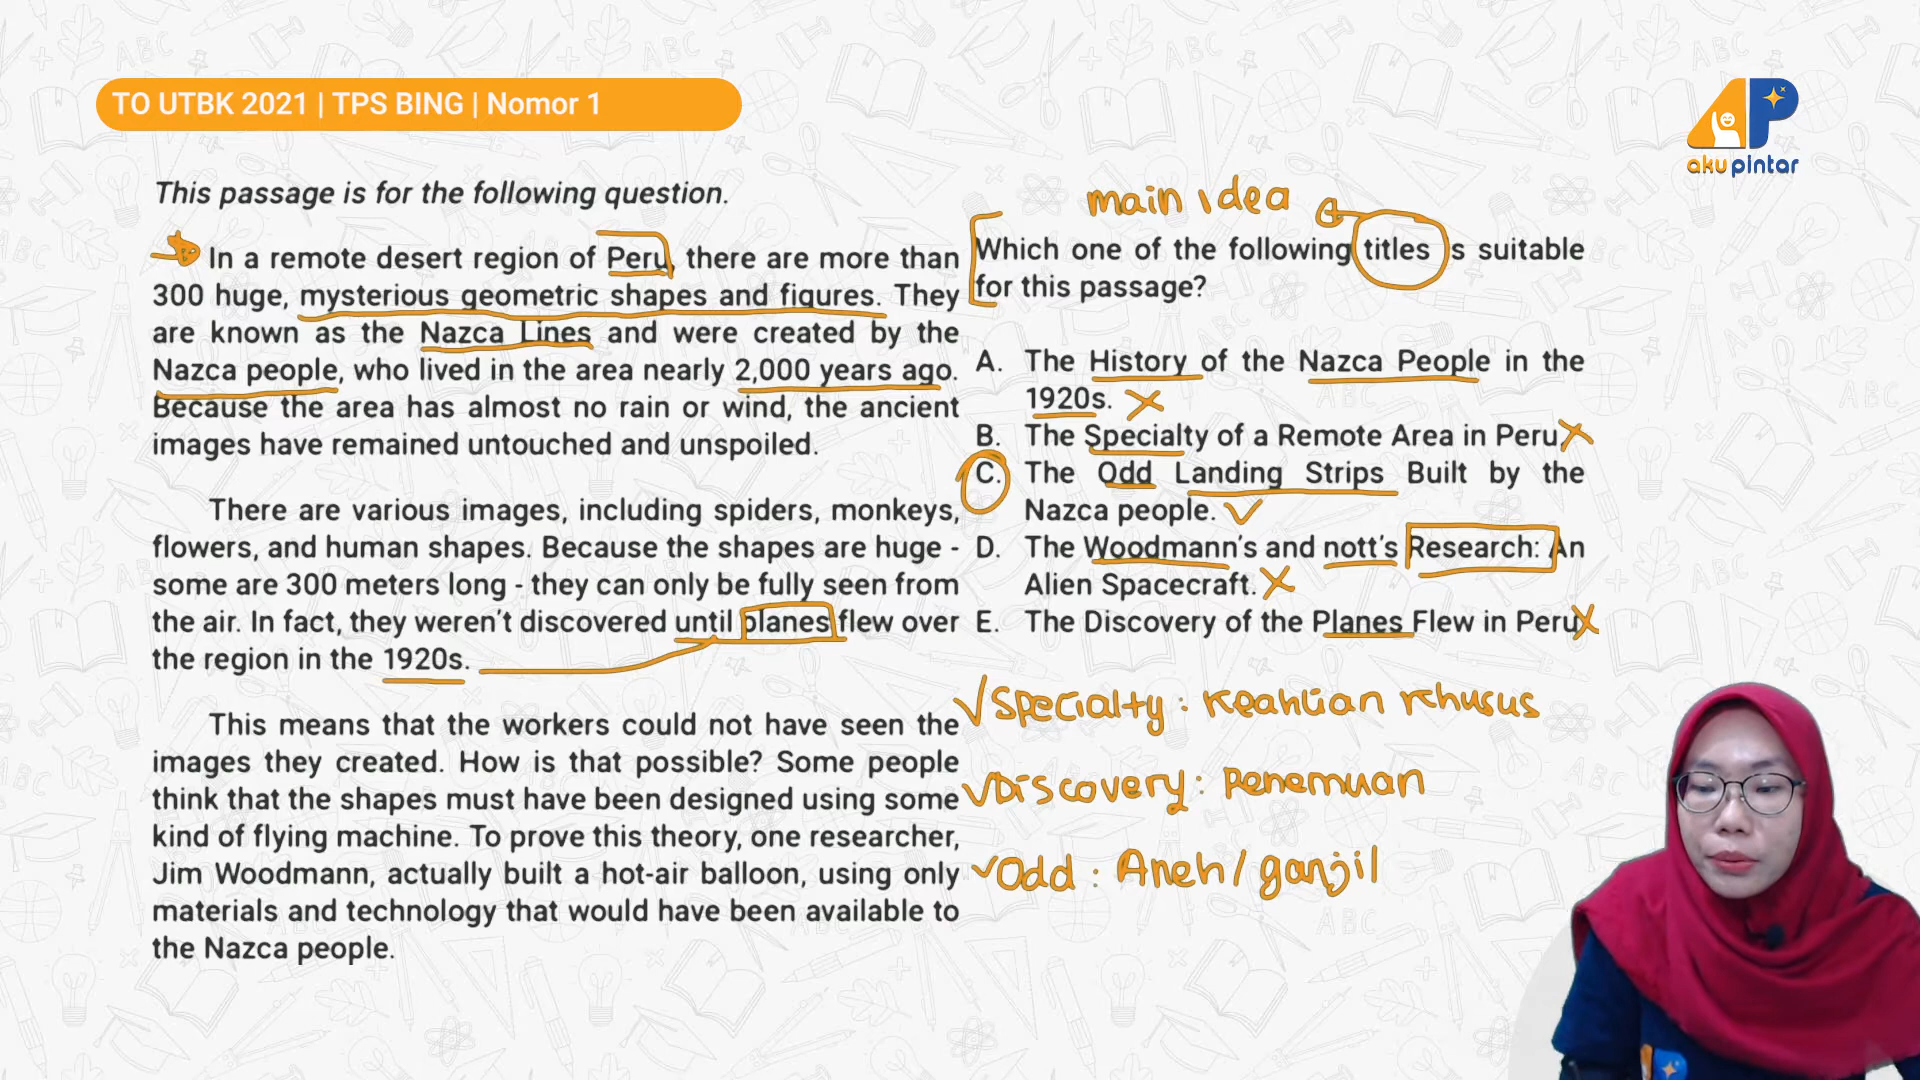 TO UTBK 2021 | TPS BING | Nomor 1
aku pintar
This passage is for the following question.
In a remote desert region of Peru, there are more than
300 huge, mysterious geometric shapes and figures. They
are known as the Nazca Lines and were created by the
Nazca people, who lived in the area nearly 2,000 years ago.
Because the area has almost no rain or wind, the ancient
images have remained untouched and unspoiled.
There are various images, including spiders, monkeys,
flowers, and human shapes. Because the shapes are huge -
some are 300 meters long - they can only be fully seen from
the air. In fact, they weren't discovered until planes flew over
the region in the 1920s.
This means that the workers could not have seen the
images they created. How is that possible? Some people
think that the shapes must have been designed using some
kind of flying machine. To prove this theory, one researcher,
Jim Woodmann, actually built a hot-air balloon, using only
materials and technology that would have been available to
the Nazca people.
main idea
Which one of the following titles is suitable
for this passage?
A. The History of the Nazca People in the
1920s.
B. The Specialty of a Remote Area in Peru.
C. The Odd Landing Strips Built by the
Nazca people.
D. The Woodmann's and nott's Research: An
Alien Spacecraft.
E. The Discovery of the Planes Flew in Peru
Specialty : Keahlian Khusus
Discovery : Penemuan
Odd : Aneh / ganjil